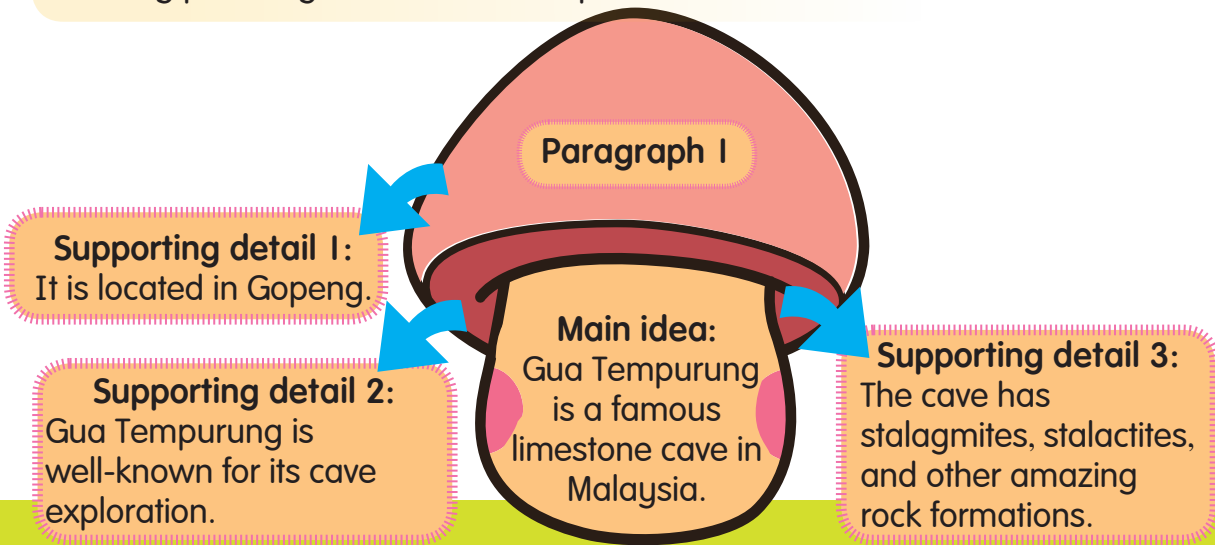 Paragraph 1
Supporting detail 1:
It is located in Gopeng.
Supporting detail 2:
Gua Tempurung is
well-known for its cave
exploration.
Main idea:
Gua Tempurung
is a famous
limestone cave in
Malaysia.
Supporting detail 3:
The cave has
stalagmites, stalactites,
and other amazing
rock formations.